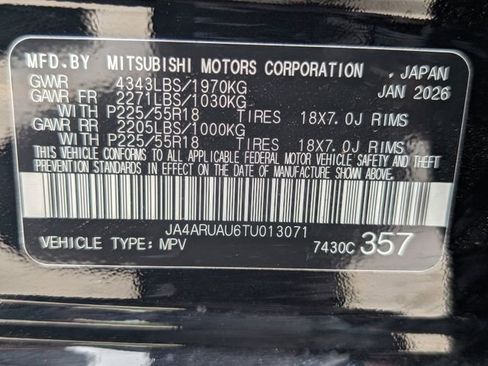 MFD.BY MITSUBISHI MOTORS CORPORATION , JAPAN
GVWR 4343LBS/1970KG JAN 2026
GAWR FR 2271LBS/1030KG
WITH P225/55R18 TIRES 18X7.0J RIMS
GAWR RR 2205LBS/1000KG
WITH P225/55R18 TIRES 18X7.0J RIMS
THIS VEHICLE CONFORMS TO ALL APPLICABLE FEDERAL MOTOR VEHICLE SAFETY AND THEFT
PREVENTION STANDARDS IN EFFECT ON THE DATE OF MANUFACTURE SHOWN ABOVE.
JA4ARUAU6TU013071
VEHICLE TYPE: MPV 7430C 357